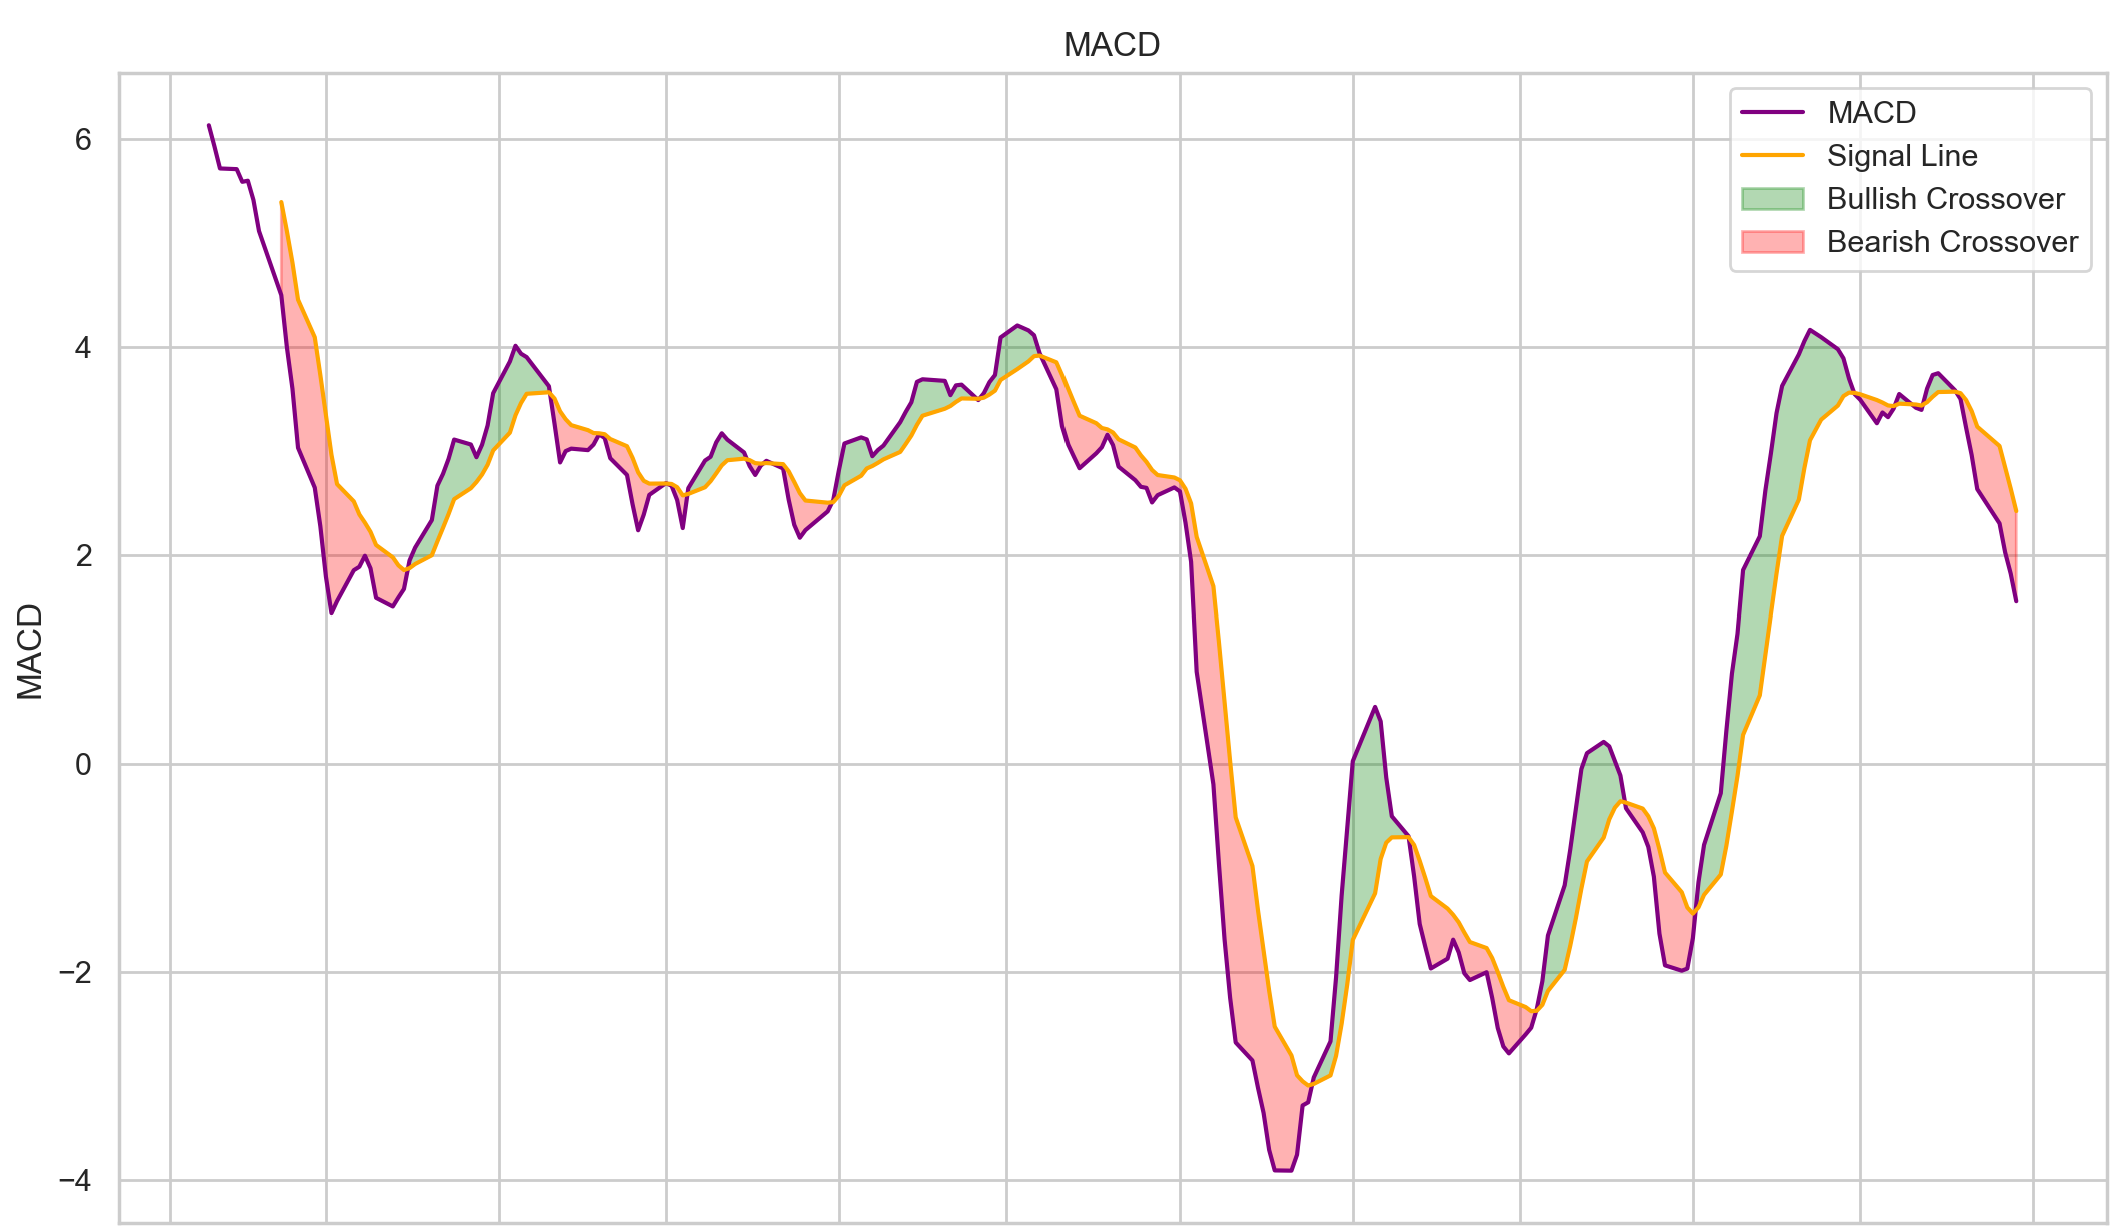 MACD
MACD
Signal Line
Bullish Crossover
Bearish Crossover
6
4
2
0
−2
−4
MACD